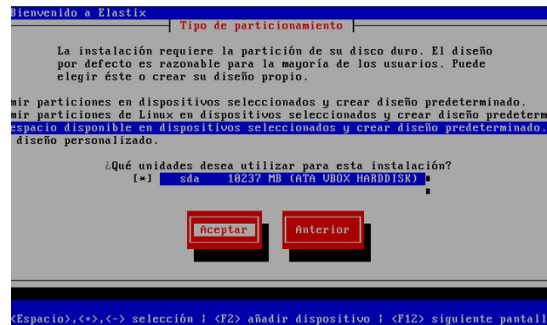 Bienvenido a Elastix
Tipo de particionamiento
La instalación requiere la partición de su disco duro. El diseño
por defecto es razonable para la mayoría de los usuarios. Puede
elegir éste o crear su diseño propio.
mir particiones en dispositivos seleccionados y crear diseño predeterminado.
mir particiones de Linux en dispositivos seleccionados y crear diseño predeterm
espacio disponible en dispositivos seleccionados y crear diseño predeterminado.
diseño personalizado.
¿Qué unidades desea utilizar para esta instalación?
[*] sda 10237 MB (ATA VBOX HARDDISK)
Aceptar Anterior
<Espacio>,<+>,<-> selección | <F2> añadir dispositivo | <F12> siguiente pantall